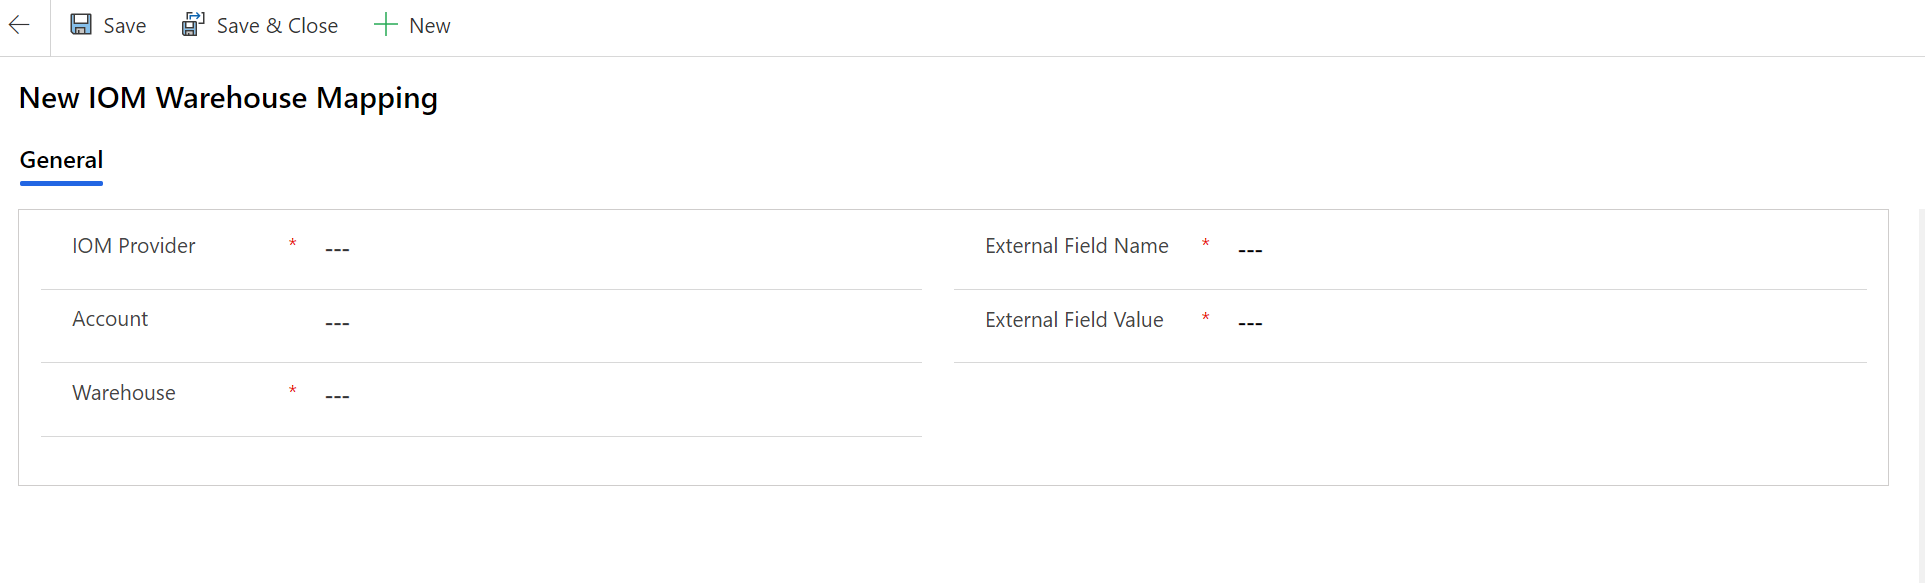 Save Save & Close New
New IOM Warehouse Mapping
General
IOM Provider * ---
External Field Name * ---
Account ---
External Field Value * ---
Warehouse * ---